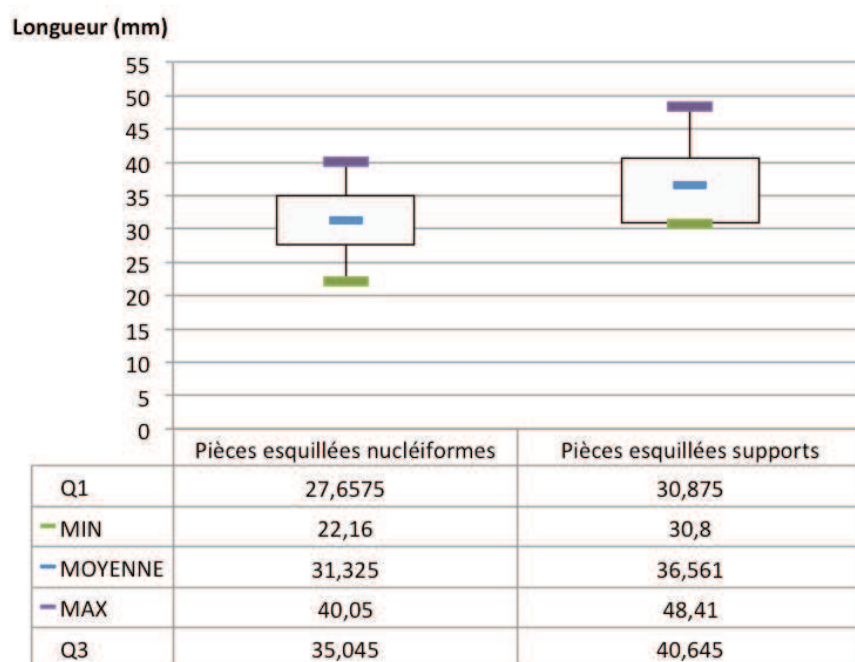 Longueur (mm)
55
50
45
40
35
30
25
20
15
10
5
0
Pièces esquillées nucléiformes Pièces esquillées supports
Q1 27,6575 30,875
MIN 22,16 30,8
MOYENNE 31,325 36,561
MAX 40,05 48,41
Q3 35,045 40,645